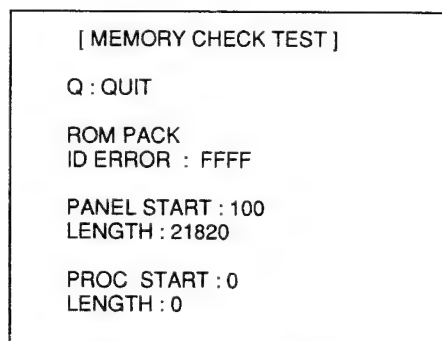 [ MEMORY CHECK TEST ]
Q : QUIT
ROM PACK
ID ERROR : FFFF
PANEL START : 100
LENGTH : 21820
PROC START : 0
LENGTH : 0